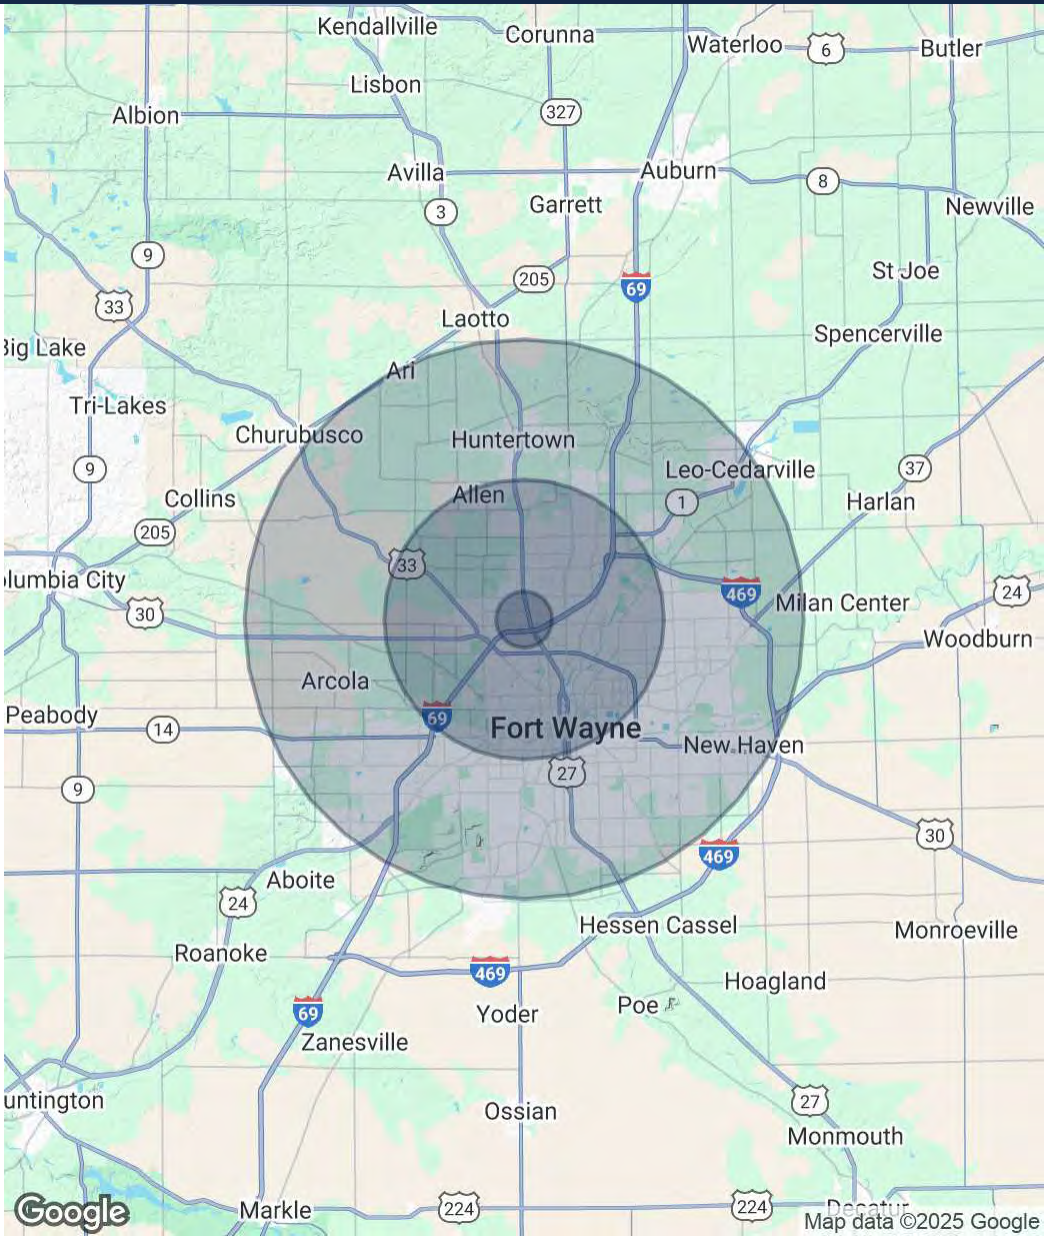 Kendallville
Corunna
Waterloo
6
Butler
Lisbon
Albion
327
Avilla
Auburn
8
3
Garrett
Newville
9
205
St Joe
69
33
Laotto
Spencerville
Big Lake
Ari
Tri-Lakes
Churubusco
Huntertown
9
Leo-Cedarville
37
Collins
Allen
1
Harlan
205
33
olumbia City
469
24
30
Milan Center
Woodburn
Arcola
Peabody
69
14
Fort Wayne
New Haven
27
9
30
469
Aboite
24
Hessen Cassel
Monroeville
Roanoke
469
Hoagland
69
Yoder
Poe
Zanesville
untington
Ossian
27
Monmouth
Google
Markle
224
224
Decatur
Map data ©2025 Google